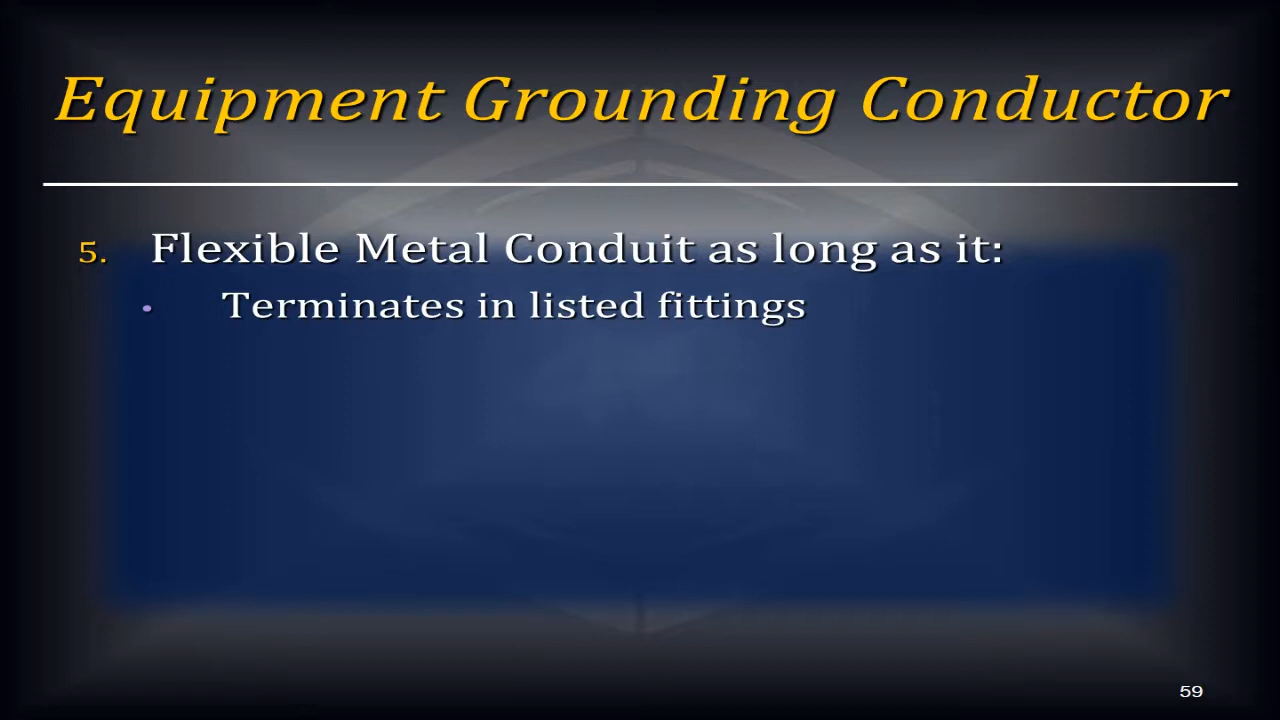 Equipment Grounding Conductor
5. Flexible Metal Conduit as long as it:
• Terminates in listed fittings
59